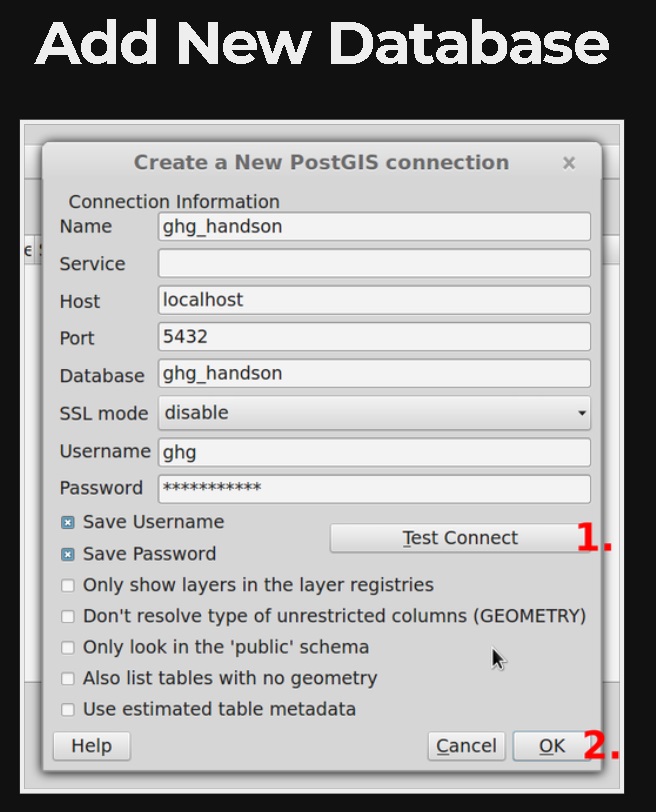 Add New Database
Create a New PostGIS connection
Connection Information
Name ghg_handson
Service
Host localhost
Port 5432
Database ghg_handson
SSL mode disable
Username ghg
Password ***********
Save Username
Test Connect 1.
Save Password
Only show layers in the layer registries
Don't resolve type of unrestricted columns (GEOMETRY)
Only look in the 'public' schema
Also list tables with no geometry
Use estimated table metadata
Help Cancel OK 2.